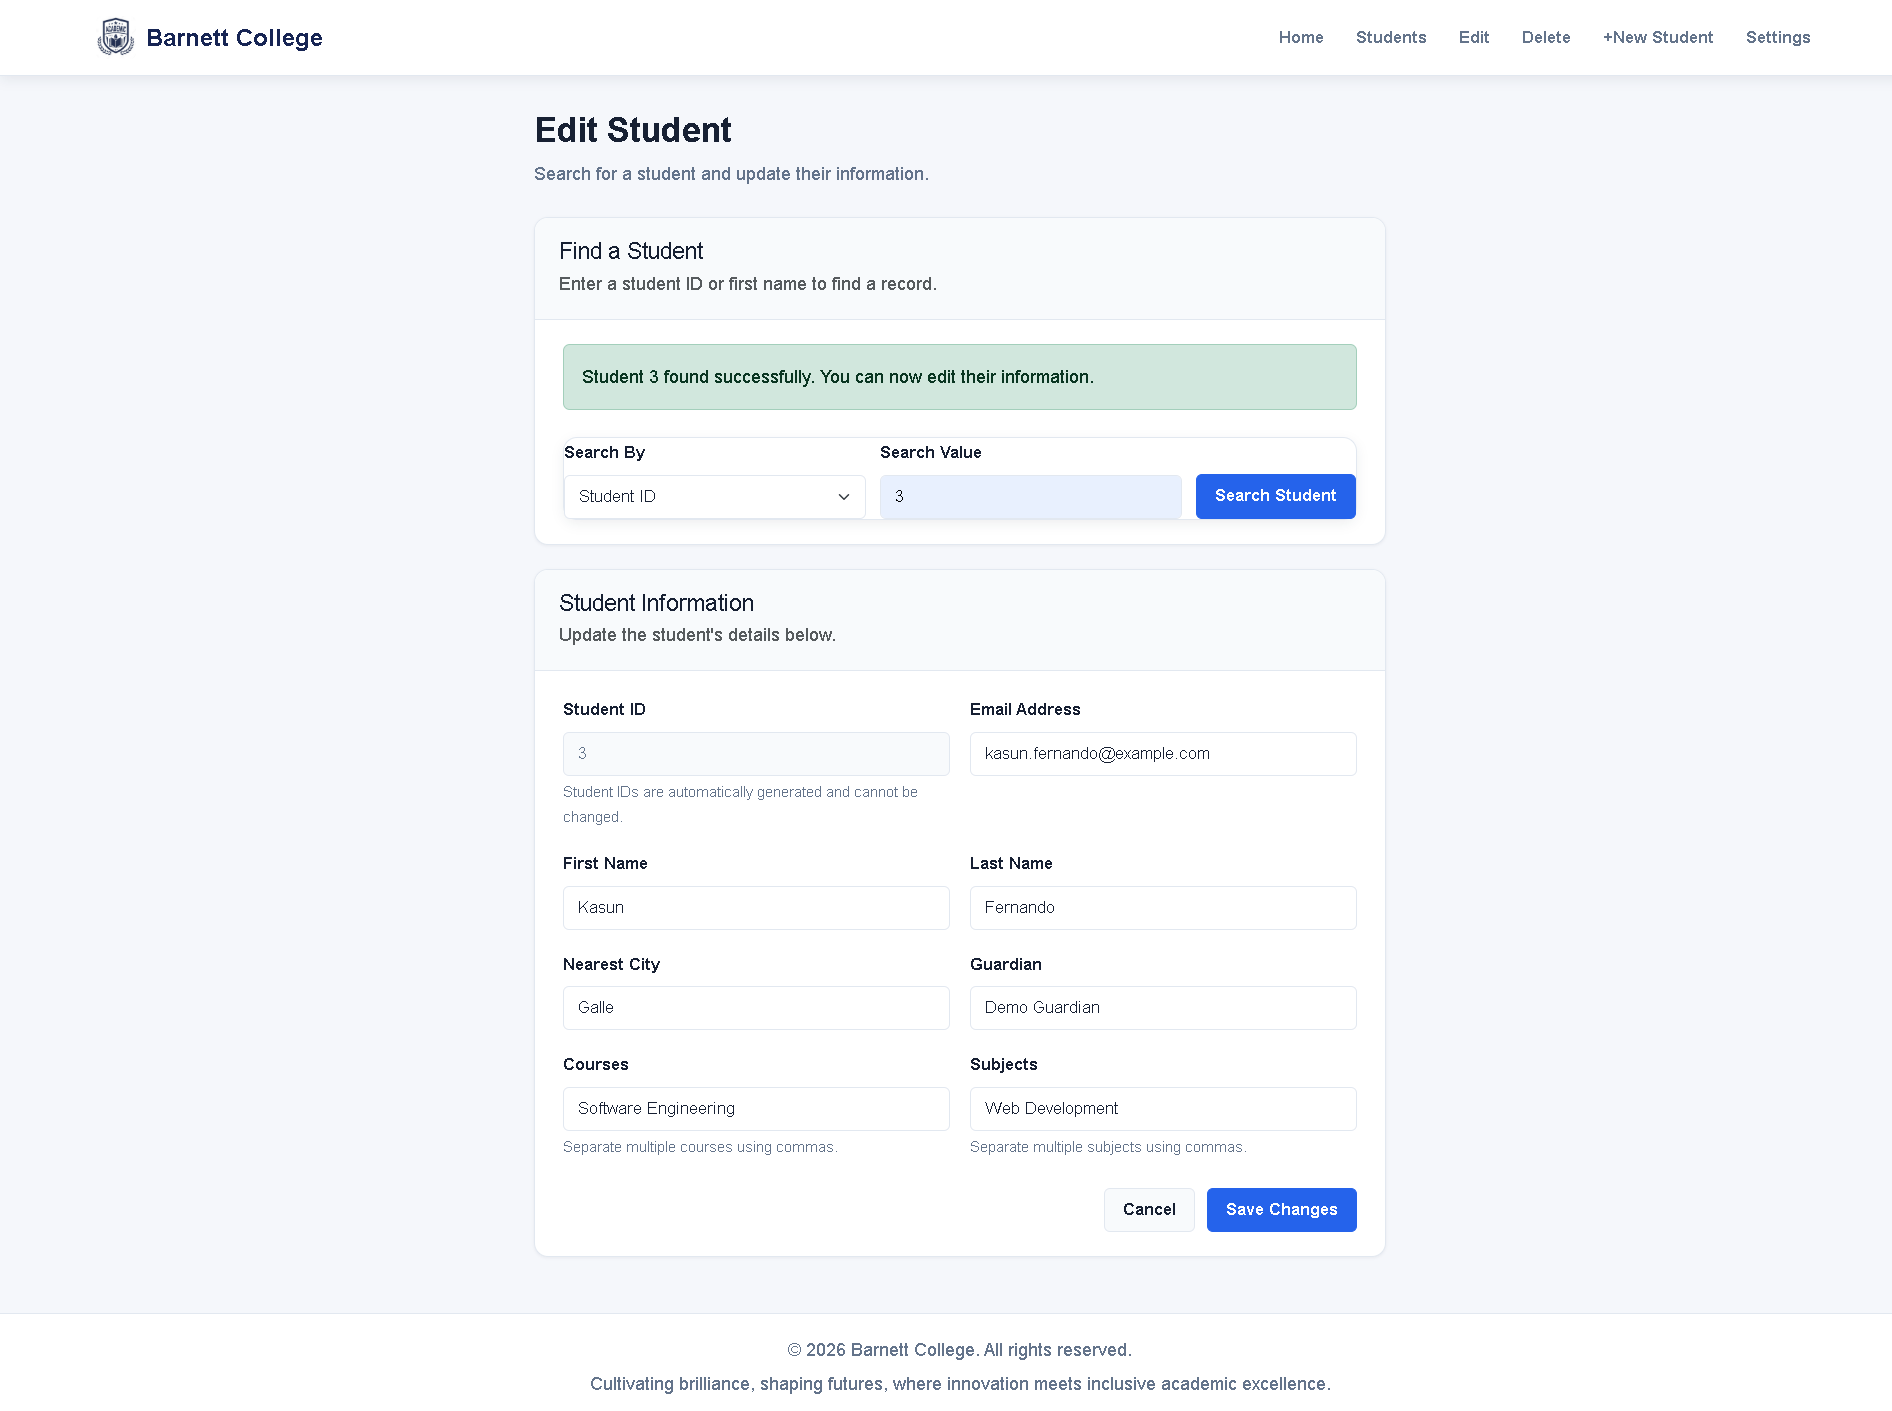 ACADEMIC
Barnett College
Home
Students
Edit
Delete
+New Student
Settings
Edit Student
Search for a student and update their information.
Find a Student
Enter a student ID or first name to find a record.
Student 3 found successfully. You can now edit their information.
Search By
Search Value
Student ID
3
Search Student
Student Information
Update the student's details below.
Student ID
Email Address
3
kasun.fernando@example.com
Student IDs are automatically generated and cannot be
changed.
First Name
Last Name
Kasun
Fernando
Nearest City
Guardian
Galle
Demo Guardian
Courses
Subjects
Software Engineering
Web Development
Separate multiple courses using commas.
Separate multiple subjects using commas.
Cancel
Save Changes
© 2026 Barnett College. All rights reserved.
Cultivating brilliance, shaping futures, where innovation meets inclusive academic excellence.